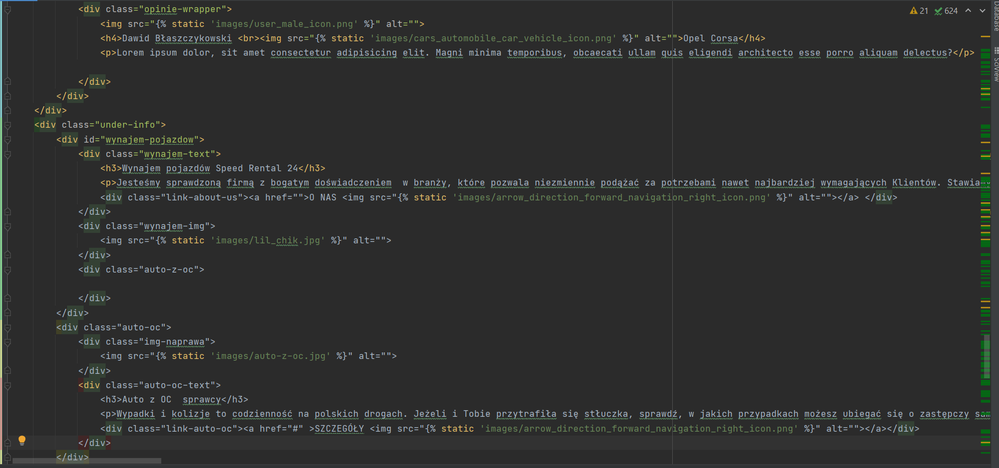 <div class="opinie-wrapper">
<img src="{% static 'images/user_male_icon.png' %}" alt="">
<h4>Dawid Błaszczykowski <br><img src="{% static 'images/cars_automobile_car_vehicle_icon.png' %}" alt="">Opel Corsa</h4>
<p>Lorem ipsum dolor, sit amet consectetur adipisicing elit. Magni minima temporibus, obcaecati ullam quis eligendi architecto esse porro aliquam delectus?</p>
</div>
</div>
</div>
<div class="under-info">
<div id="wynajem-pojazdow">
<div class="wynajem-text">
<h3>Wynajem pojazdów Speed Rental 24</h3>
<p>Jesteśmy sprawdzoną firmą z bogatym doświadczeniem  w branży, które pozwala niezmiennie podążać za potrzebami nawet najbardziej wymagających Klientów. Stawiamy
<div class="link-about-us"><a href="">O NAS <img src="{% static 'images/arrow_direction_forward_navigation_right_icon.png' %}" alt=""></a> </div>
</div>
<div class="wynajem-img">
<img src="{% static 'images/lil_chik.jpg' %}" alt="">
</div>
<div class="auto-z-oc">
</div>
</div>
<div class="auto-oc">
<div class="img-naprawa">
<img src="{% static 'images/auto-z-oc.jpg' %}" alt="">
</div>
<div class="auto-oc-text">
<h3>Auto z OC  sprawcy</h3>
<p>Wypadki i kolizje to codzienność na polskich drogach. Jeżeli i Tobie przytrafiła się stłuczka, sprawdź, w jakich przypadkach możesz ubiegać się o zastępczy sam
<div class="link-auto-oc"><a href="#" >SZCZEGÓŁY <img src="{% static 'images/arrow_direction_forward_navigation_right_icon.png' %}" alt=""></a></div>
</div>
</div>
21 624
Database
SciView